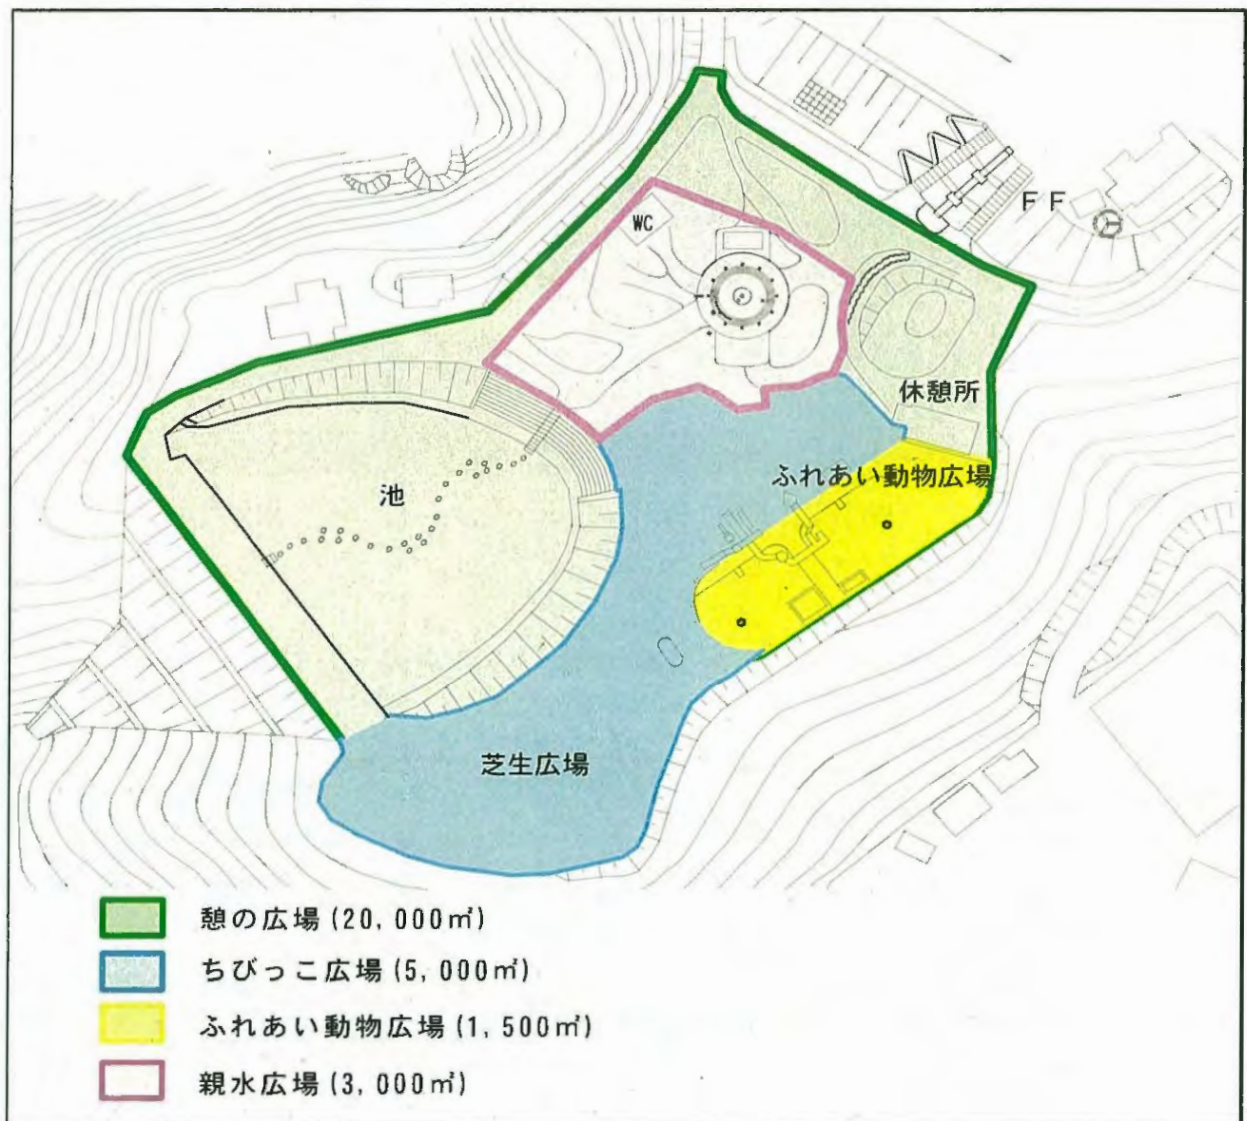 FF
WC
休憩所
ふれあい動物広場
池
芝生広場
憩の広場(20,000㎡)
ちびっこ広場(5,000㎡)
ふれあい動物広場(1,500㎡)
親水広場(3,000㎡)